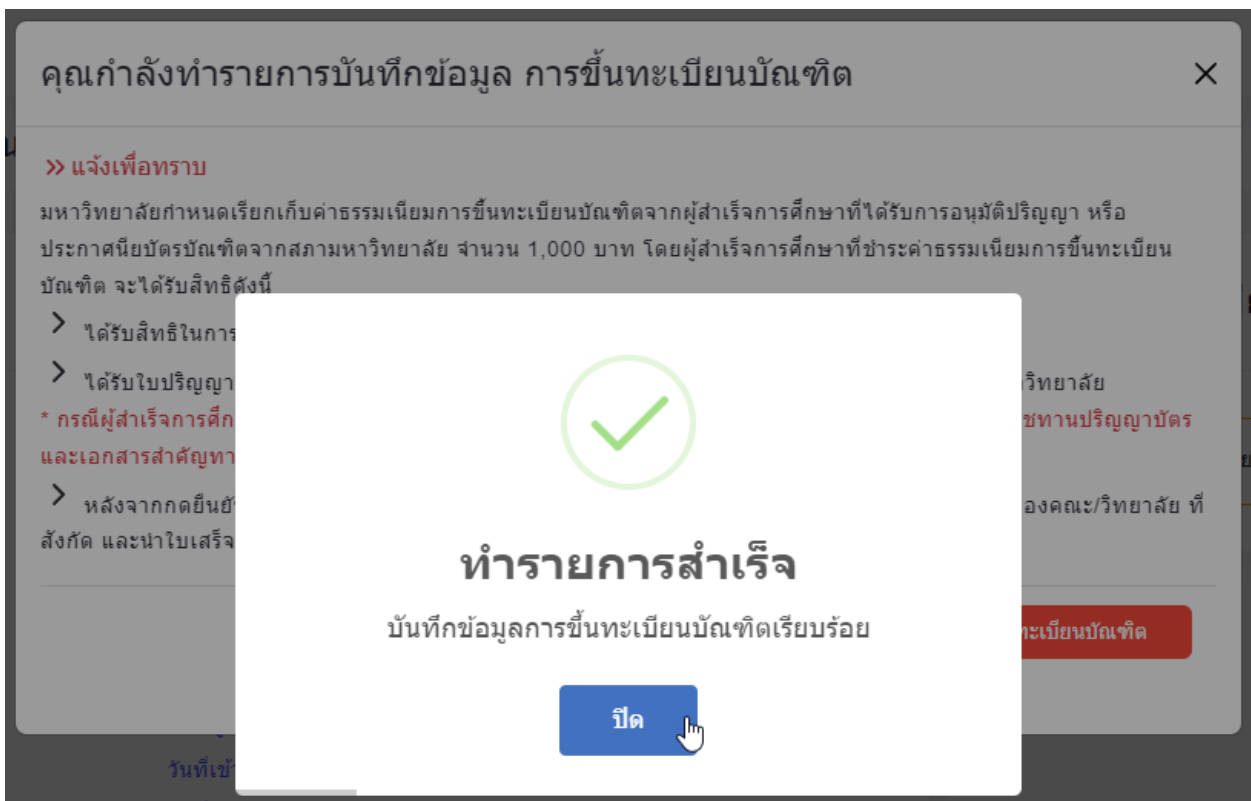 คุณกำลังทำรายการบันทึกข้อมูล การขึ้นทะเบียนบัณฑิต
>> แจ้งเพื่อทราบ
มหาวิทยาลัยกำหนดเรียกเก็บค่าธรรมเนียมการขึ้นทะเบียนบัณฑิตจากผู้สำเร็จการศึกษาที่ได้รับการอนุมัติปริญญา หรือ
ประกาศนียบัตรบัณฑิตจากสภามหาวิทยาลัย จำนวน 1,000 บาท โดยผู้สำเร็จการศึกษาที่ชำระค่าธรรมเนียมการขึ้นทะเบียน
บัณฑิต จะได้รับสิทธิดังนี้
ได้รับสิทธิในการ
ได้รับใบปริญญา วิทยาลัย
* กรณีผู้สำเร็จการศึก ชทานปริญญาบัตร
และเอกสารสำคัญทา
หลังจากกดยืนยั องคณะ/วิทยาลัย ที่
สังกัด และนำใบเสร็จ
ทำรายการสำเร็จ
บันทึกข้อมูลการขึ้นทะเบียนบัณฑิตเรียบร้อย
ทะเบียนบัณฑิต
ปิด
วันที่เข้า